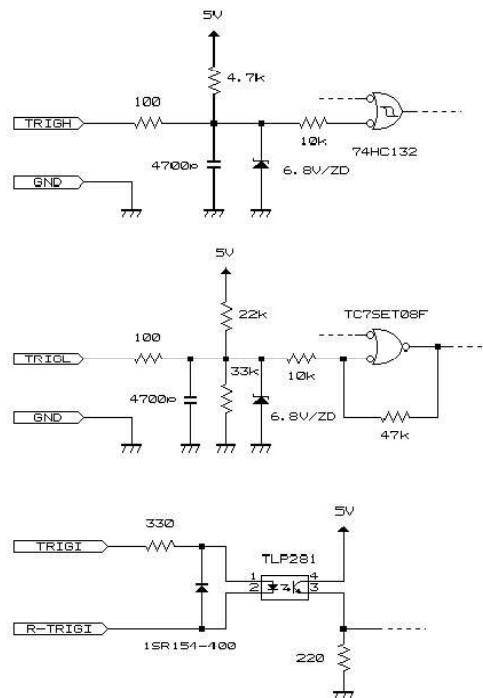 5V
4.7k
100
TRIGH
10k
74HC132
4700p
6.8V/ZD
GND
5V
22k
TC7SET08F
100
TRIGL
33k
10k
4700p
6.8V/ZD
GND
47k
5V
330
TRIGI
TLP281
1
4
2
3
R-TRIGI
1SR154-400
220